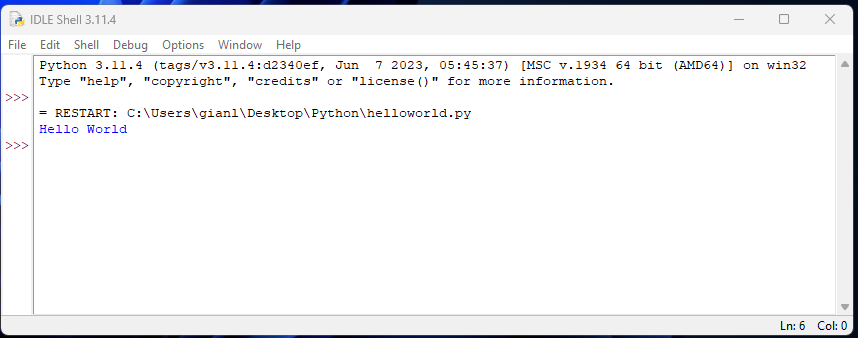 IDLE Shell 3.11.4
File Edit Shell Debug Options Window Help
Python 3.11.4 (tags/v3.11.4:d2340ef, Jun  7 2023, 05:45:37) [MSC v.1934 64 bit (AMD64)] on win32
Type "help", "copyright", "credits" or "license()" for more information.
>>>
= RESTART: C:\Users\gianl\Desktop\Python\helloworld.py
Hello World
>>>
Ln: 6 Col: 0